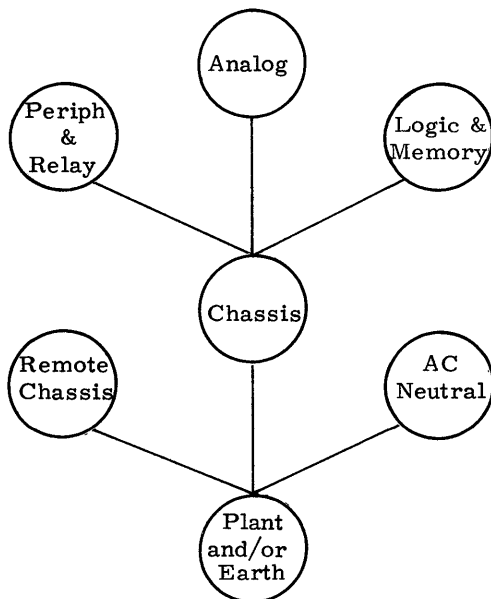 Analog
Periph
&
Relay
Logic &
Memory
Chassis
Remote
Chassis
AC
Neutral
Plant
and/or
Earth